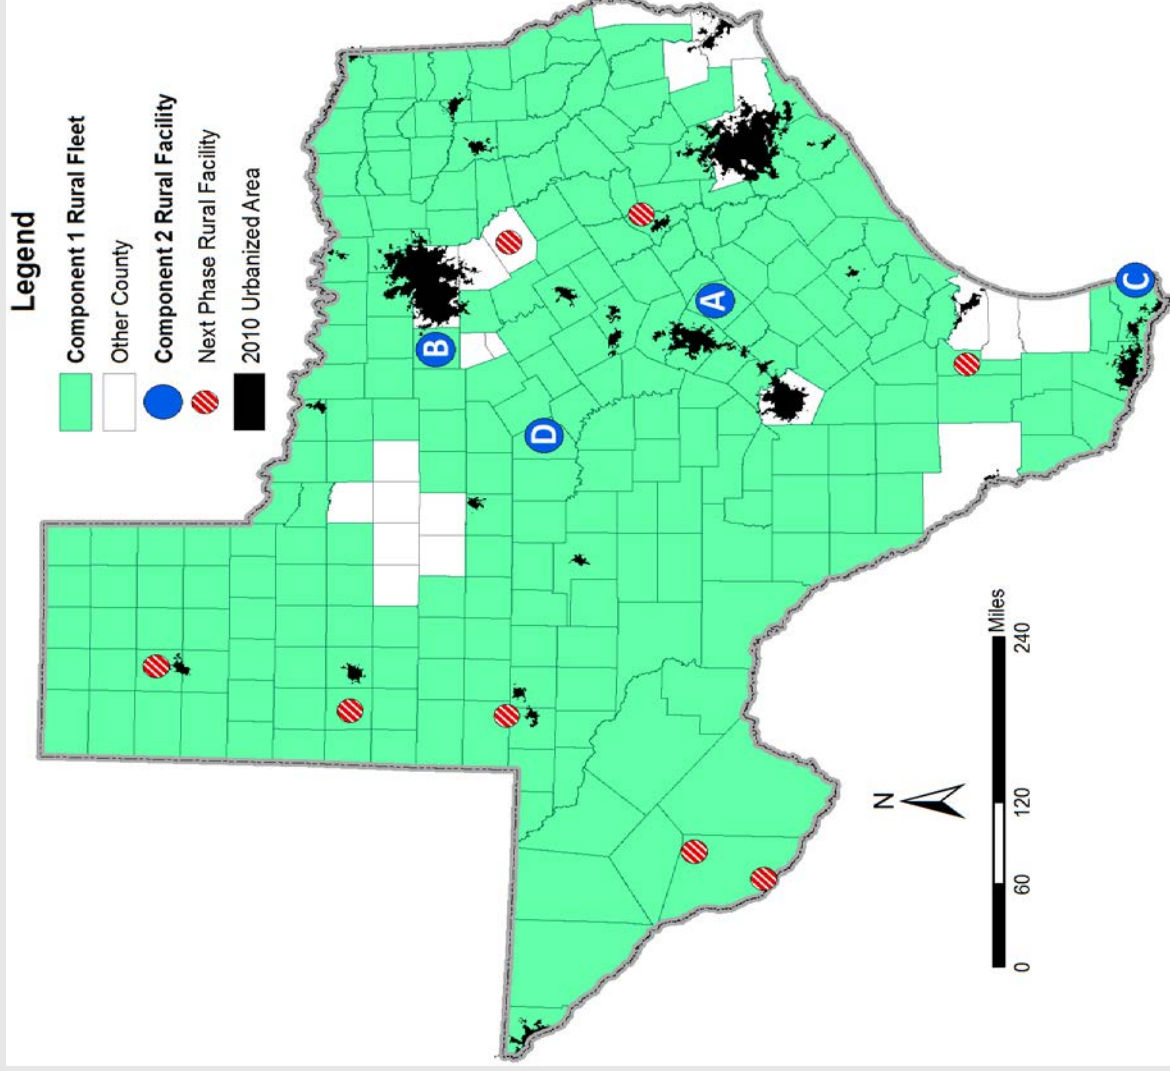 Legend
Component 1 Rural Fleet
Other County
Component 2 Rural Facility
Next Phase Rural Facility
2010 Urbanized Area
B
D
A
C
N
Miles
0 60 120 240